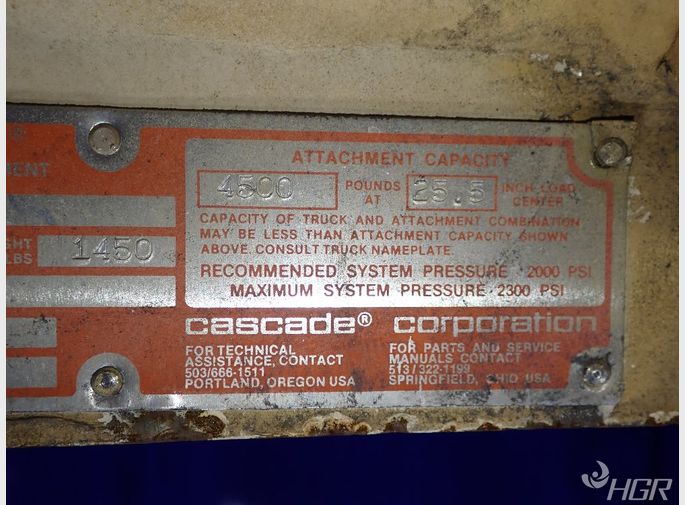 ®
MENT
ATTACHMENT CAPACITY
4500 POUNDS AT 25.5 INCH LOAD CENTER
CAPACITY OF TRUCK AND ATTACHMENT COMBINATION
MAY BE LESS THAN ATTACHMENT CAPACITY SHOWN
ABOVE. CONSULT TRUCK NAMEPLATE.
RECOMMENDED SYSTEM PRESSURE 2000 PSI
MAXIMUM SYSTEM PRESSURE 2300 PSI
GHT
LBS 1450
cascade® corporation
FOR TECHNICAL
ASSISTANCE, CONTACT
503/666-1511
PORTLAND, OREGON USA
FOR PARTS AND SERVICE
MANUALS CONTACT
513/322-1199
SPRINGFIELD, OHIO USA
HGR